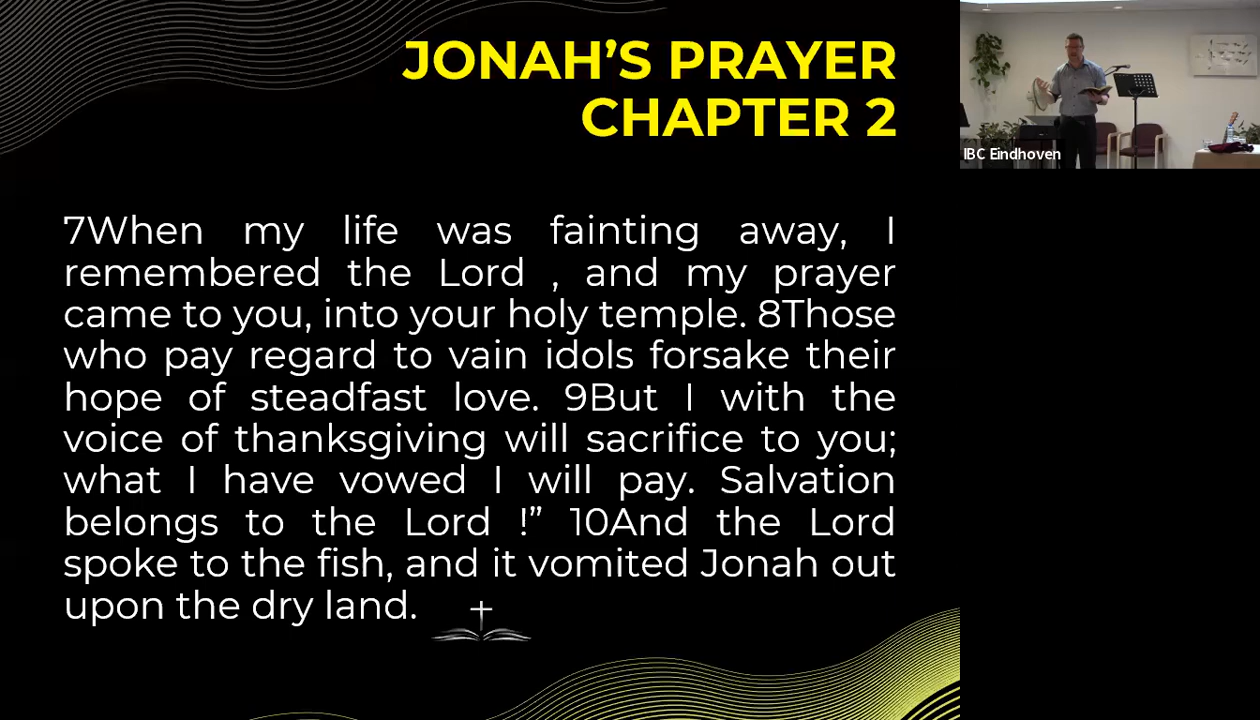 JONAH’S PRAYER
CHAPTER 2
IBC Eindhoven
7When my life was fainting away, I
remembered the Lord , and my prayer
came to you, into your holy temple. 8Those
who pay regard to vain idols forsake their
hope of steadfast love. 9But I with the
voice of thanksgiving will sacrifice to you;
what I have vowed I will pay. Salvation
belongs to the Lord !” 10And the Lord
spoke to the fish, and it vomited Jonah out
upon the dry land.